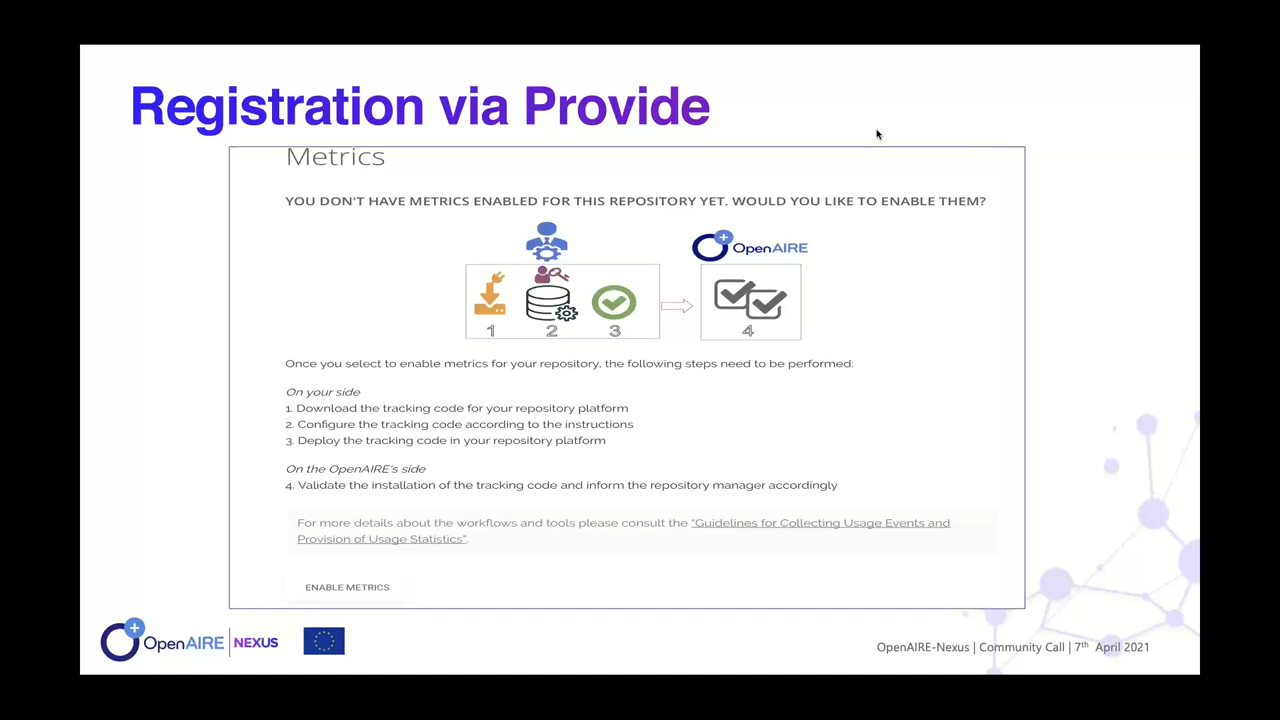 Registration via Provide
Metrics
YOU DON'T HAVE METRICS ENABLED FOR THIS REPOSITORY YET. WOULD YOU LIKE TO ENABLE THEM?
OpenAIRE
1 2 3 4
Once you select to enable metrics for your repository, the following steps need to be performed:
On your side
1. Download the tracking code for your repository platform
2. Configure the tracking code according to the instructions
3. Deploy the tracking code in your repository platform
On the OpenAIRE's side
4. Validate the installation of the tracking code and inform the repository manager accordingly
For more details about the workflows and tools please consult the "Guidelines for Collecting Usage Events and
Provision of Usage Statistics".
ENABLE METRICS
OpenAIRE | NEXUS
OpenAIRE-Nexus | Community Call | 7th April 2021